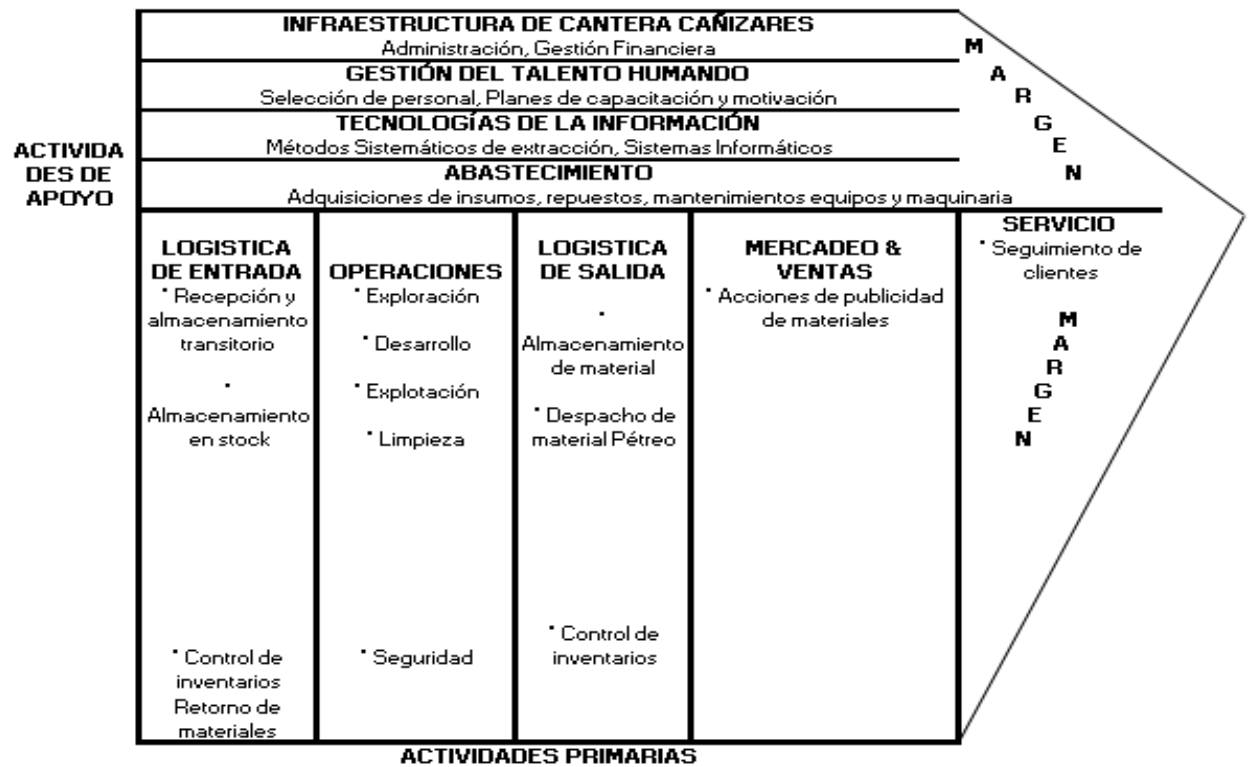 INFRAESTRUCTURA DE CANTERA CAÑIZARES
Administración, Gestión Financiera
GESTIÓN DEL TALENTO HUMANDO
Selección de personal, Planes de capacitación y motivación
TECNOLOGÍAS DE LA INFORMACIÓN
Métodos Sistemáticos de extracción, Sistemas Informáticos
ABASTECIMIENTO
Adquisiciones de insumos, repuestos, mantenimientos equipos y maquinaria
MARGEN
ACTIVIDA
DES DE
APOYO
LOGISTICA
DE ENTRADA
* Recepción y
almacenamiento
transitorio
*
Almacenamiento
en stock
* Control de
inventarios
Retorno de
materiales
OPERACIONES
* Exploración
* Desarrollo
* Explotación
* Limpieza
* Seguridad
LOGISTICA
DE SALIDA
*
Almacenamiento
de material
* Despacho de
material Pétreo
* Control de
inventarios
MERCADEO &
VENTAS
* Acciones de publicidad
de materiales
SERVICIO
* Seguimiento de
clientes
MARGEN
ACTIVIDADES PRIMARIAS